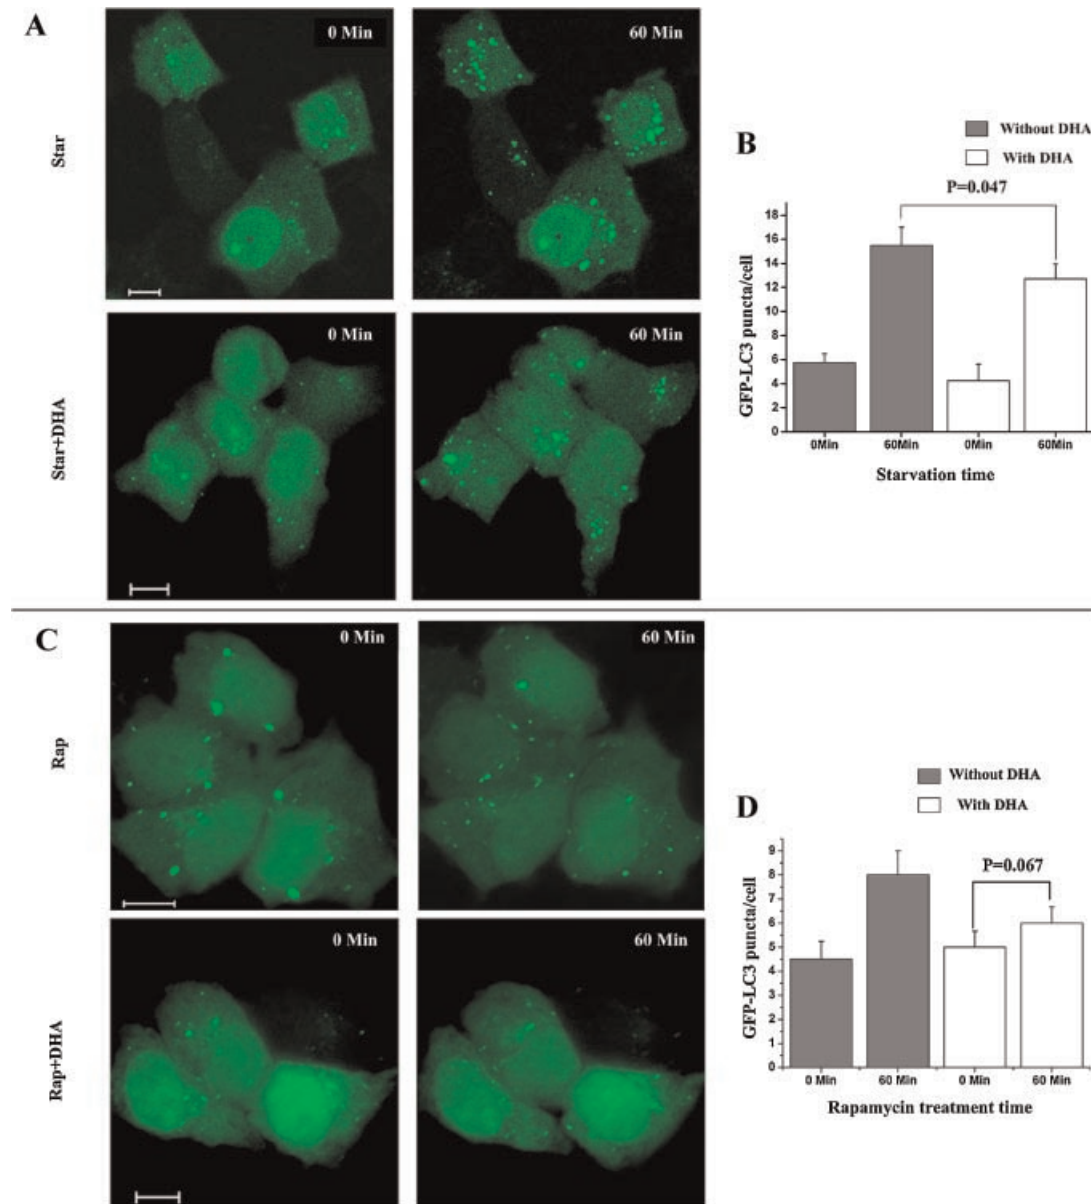 A
0 Min
60 Min
Star
0 Min
60 Min
Star+DHA
B
Without DHA
With DHA
P=0.047
18
16
14
12
10
8
6
4
2
0
GFP-LC3 puncta/cell
0Min
60Min
0Min
60Min
Starvation time
C
0 Min
60 Min
Rap
0 Min
60 Min
Rap+DHA
D
Without DHA
With DHA
P=0.067
9
8
7
6
5
4
3
2
1
0
GFP-LC3 puncta/cell
0 Min
60 Min
0 Min
60 Min
Rapamycin treatment time